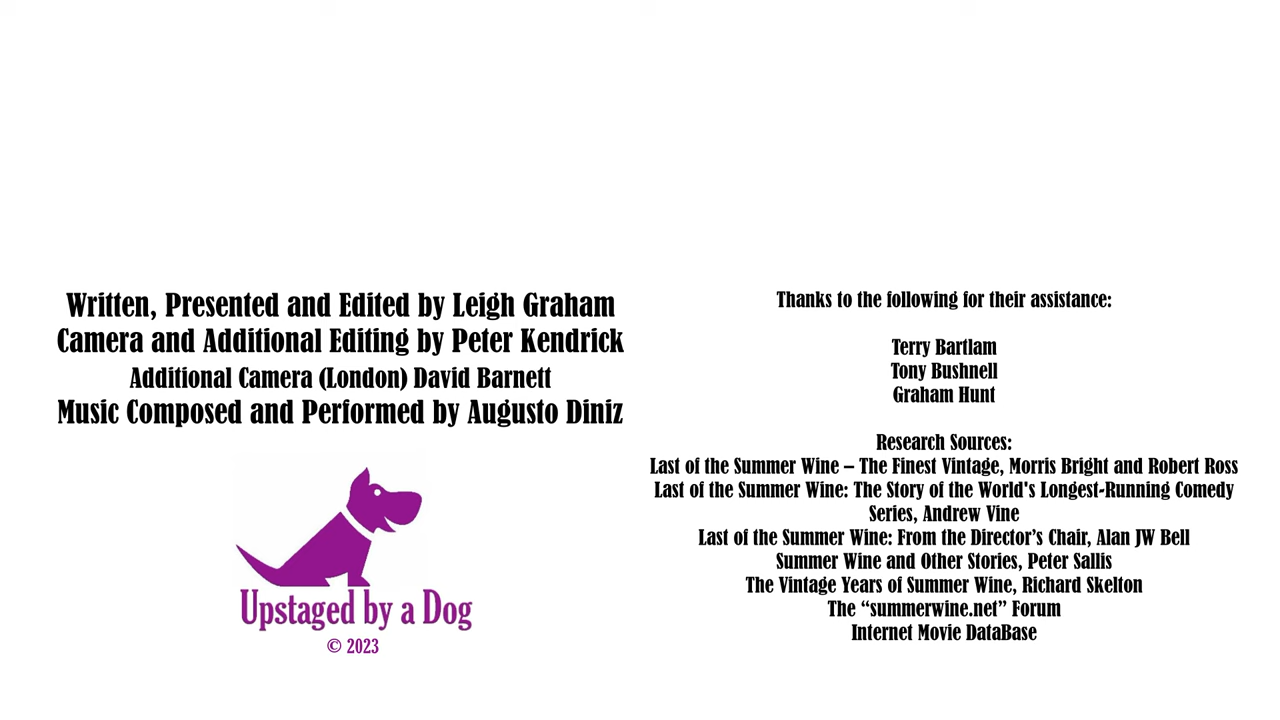 Written, Presented and Edited by Leigh Graham
Camera and Additional Editing by Peter Kendrick
Additional Camera (London) David Barnett
Music Composed and Performed by Augusto Diniz
Upstaged by a Dog
© 2023
Thanks to the following for their assistance:
Terry Bartlam
Tony Bushnell
Graham Hunt
Research Sources:
Last of the Summer Wine – The Finest Vintage, Morris Bright and Robert Ross
Last of the Summer Wine: The Story of the World's Longest-Running Comedy
Series, Andrew Vine
Last of the Summer Wine: From the Director’s Chair, Alan JW Bell
Summer Wine and Other Stories, Peter Sallis
The Vintage Years of Summer Wine, Richard Skelton
The “summerwine.net” Forum
Internet Movie DataBase